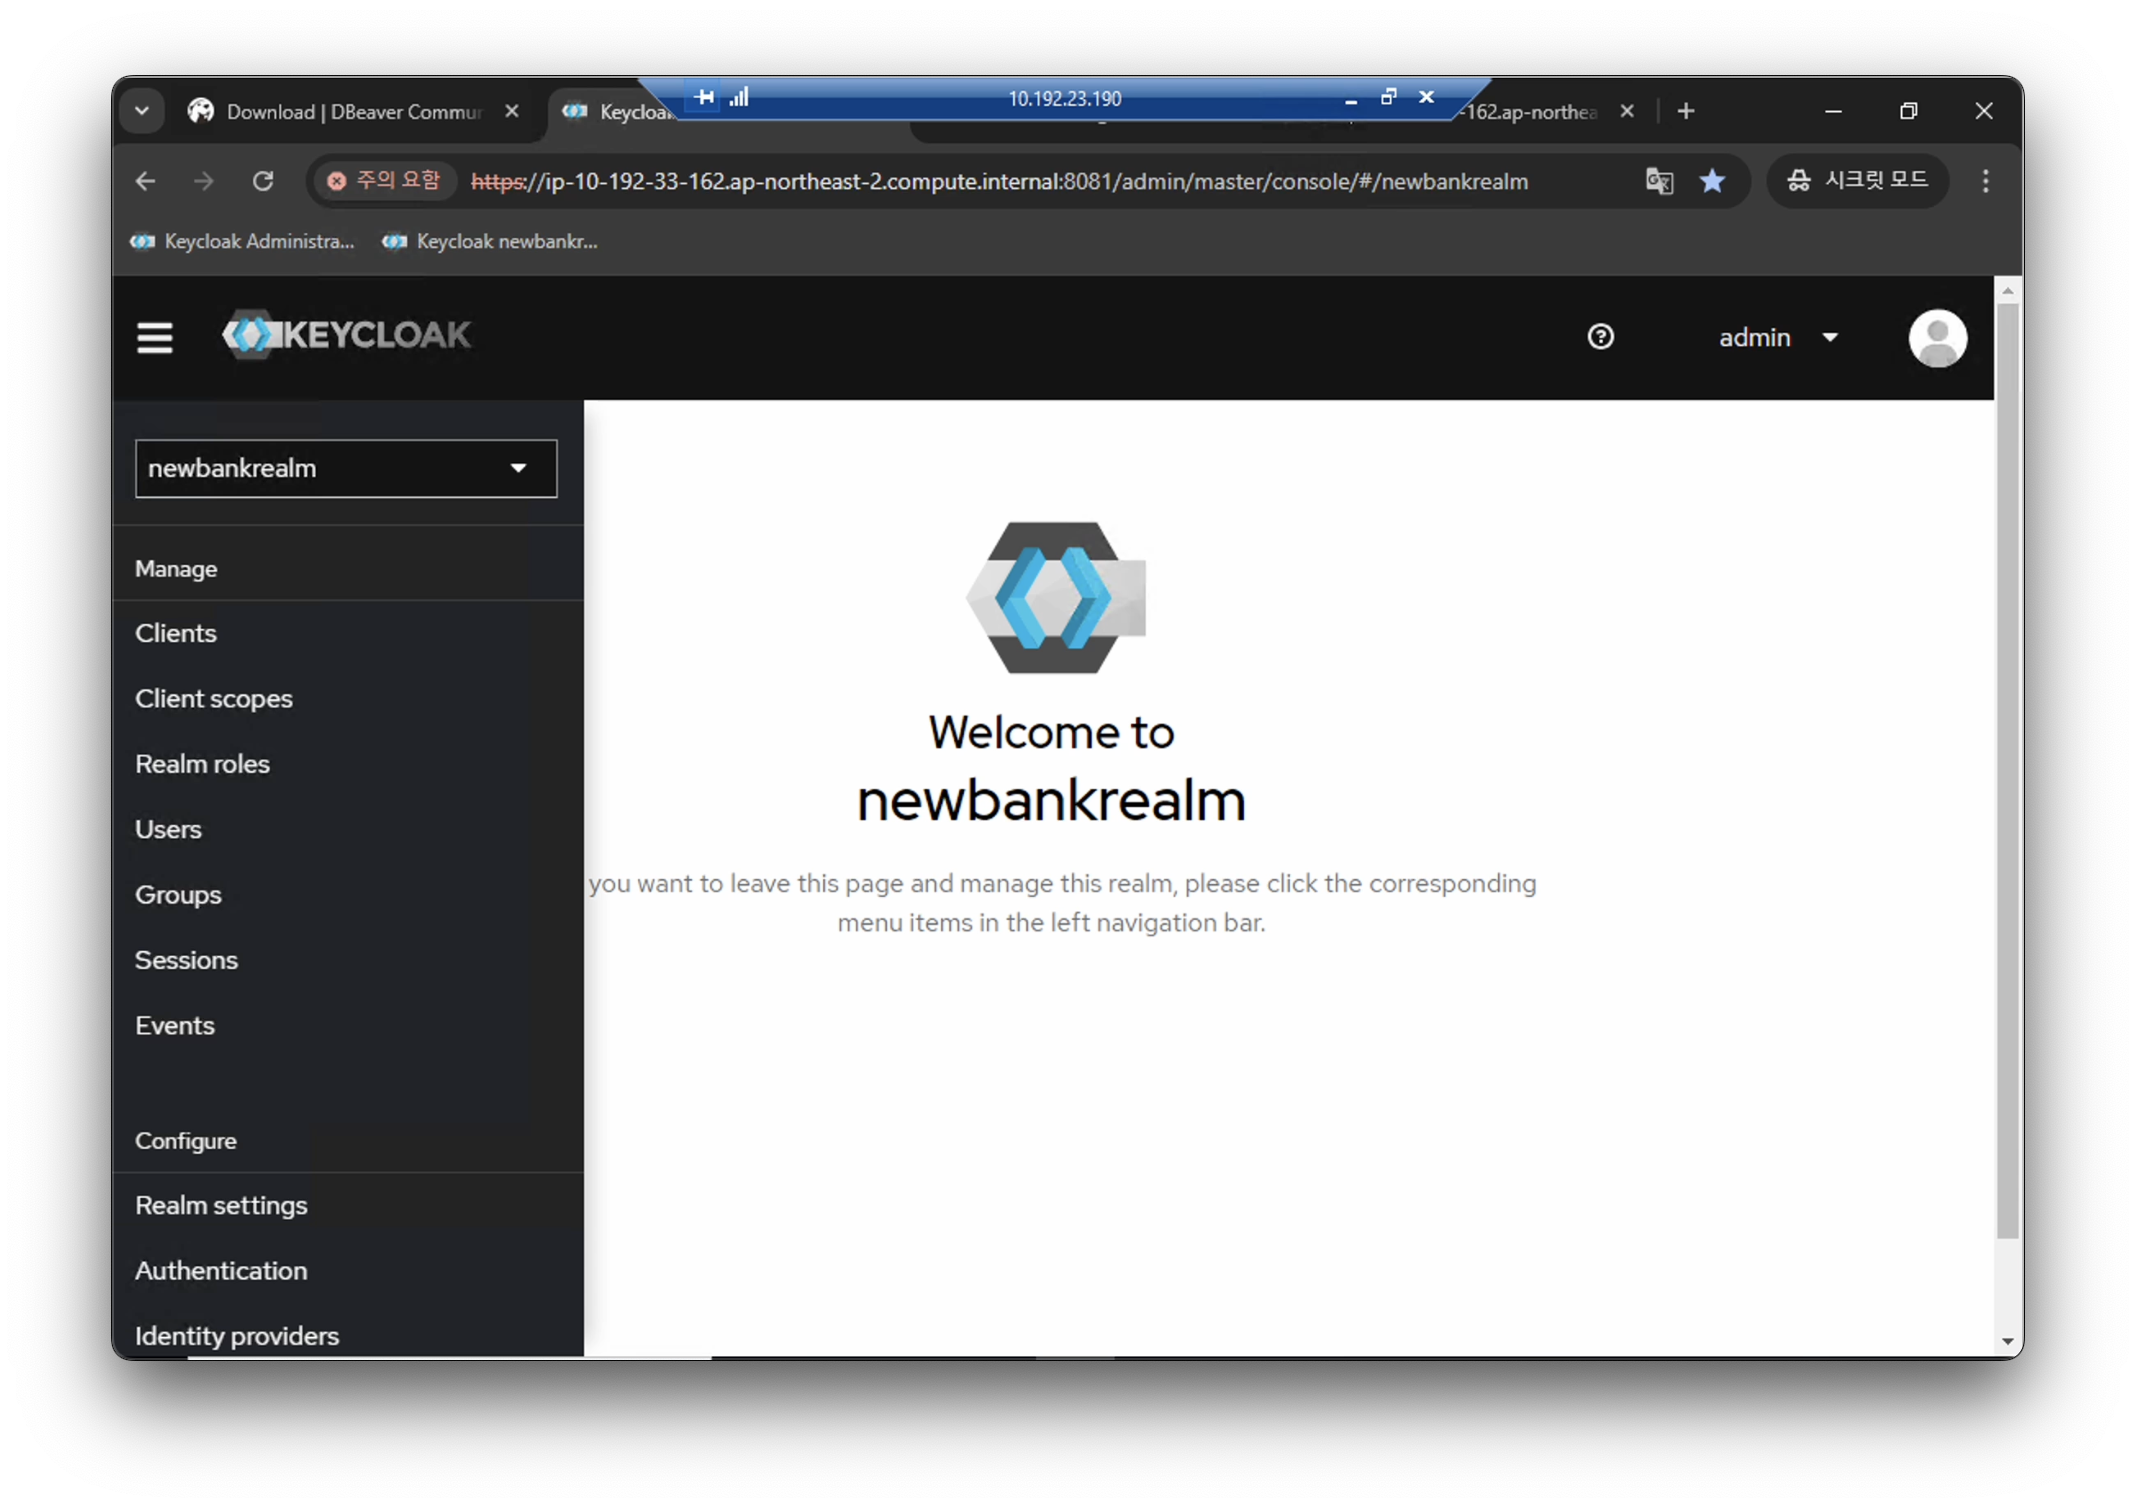 Download | DBeaver Commur
Keycloa
10.192.23.190
-162.ap-northea
주의 요함
https://ip-10-192-33-162.ap-northeast-2.compute.internal:8081/admin/master/console/#/newbankrealm
시크릿 모드
Keycloak Administra...
Keycloak newbankr...
KEYCLOAK
admin
newbankrealm
Manage
Clients
Client scopes
Realm roles
Users
Groups
Sessions
Events
Configure
Realm settings
Authentication
Identity providers
Welcome to
newbankrealm
you want to leave this page and manage this realm, please click the corresponding
menu items in the left navigation bar.